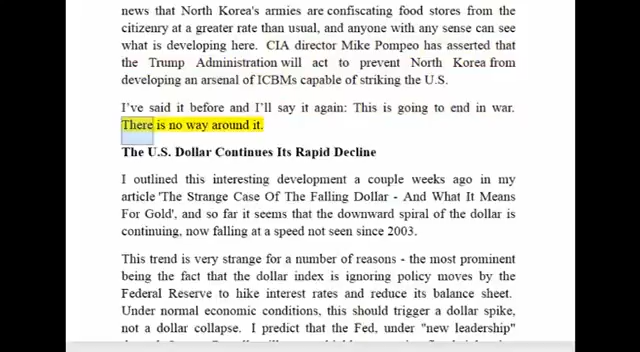 news that North Korea's armies are confiscating food stores from the
citizenry at a greater rate than usual, and anyone with any sense can see
what is developing here. CIA director Mike Pompeo has asserted that
the Trump Administration will act to prevent North Korea from
developing an arsenal of ICBMs capable of striking the U.S.
I've said it before and I'll say it again: This is going to end in war.
There is no way around it.
The U.S. Dollar Continues Its Rapid Decline
I outlined this interesting development a couple weeks ago in my
article 'The Strange Case Of The Falling Dollar - And What It Means
For Gold', and so far it seems that the downward spiral of the dollar is
continuing, now falling at a speed not seen since 2003.
This trend is very strange for a number of reasons - the most prominent
being the fact that the dollar index is ignoring policy moves by the
Federal Reserve to hike interest rates and reduce its balance sheet.
Under normal economic conditions, this should trigger a dollar spike,
not a dollar collapse. I predict that the Fed, under "new leadership"